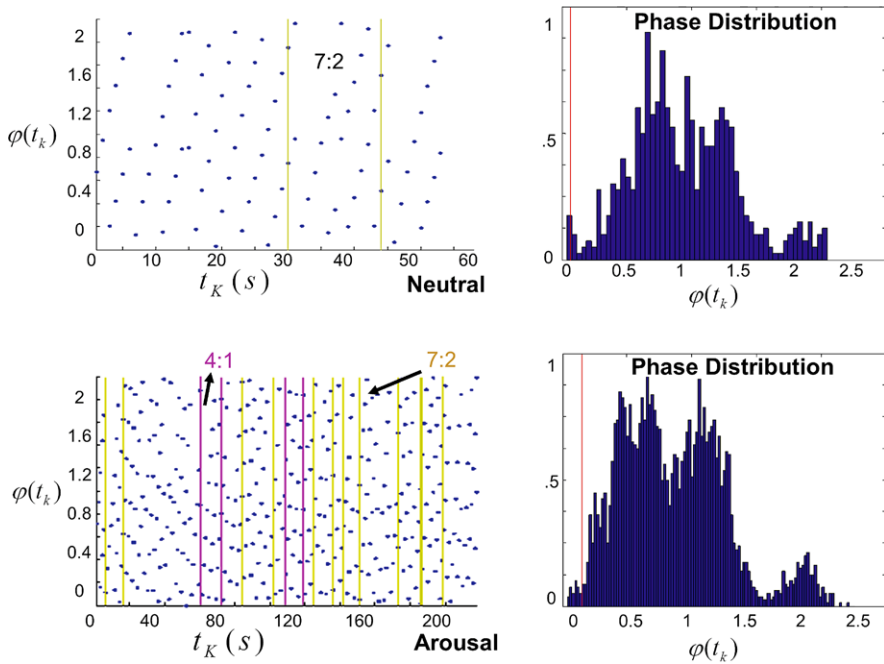 Phase Distribution
2
1.6
1.2
0.8
0.4
0
φ(t_k)
7:2
0 10 20 30 40 50 60
t_K (s)
Neutral
1
.5
0
0 0.5 1 1.5 2 2.5
φ(t_k)
4:1
7:2
2
1.6
1.2
0.8
0.4
0
φ(t_k)
0 40 80 120 160 200
t_K (s)
Arousal
Phase Distribution
1
.5
0
0 0.5 1 1.5 2 2.5
φ(t_k)